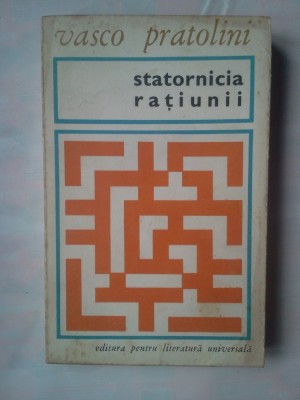 vasco pratolini
statornicia
rațiunii
editura pentru literatură universală